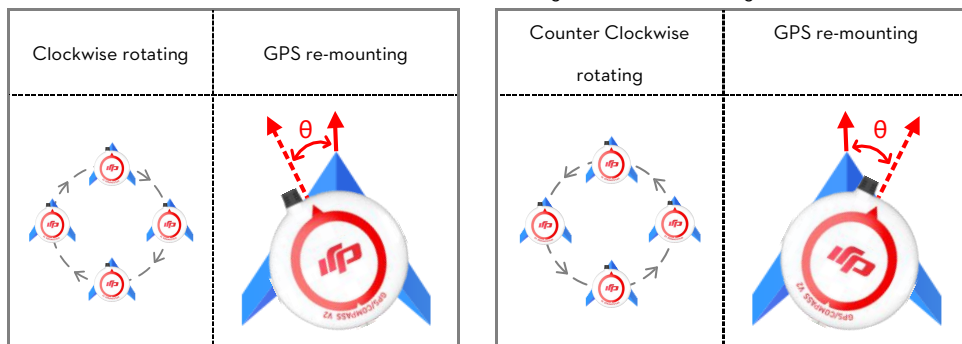 Clockwise rotating
GPS re-mounting
θ
GPS/COMPASS V2
Counter Clockwise
rotating
GPS re-mounting
θ
GPS/COMPASS V2